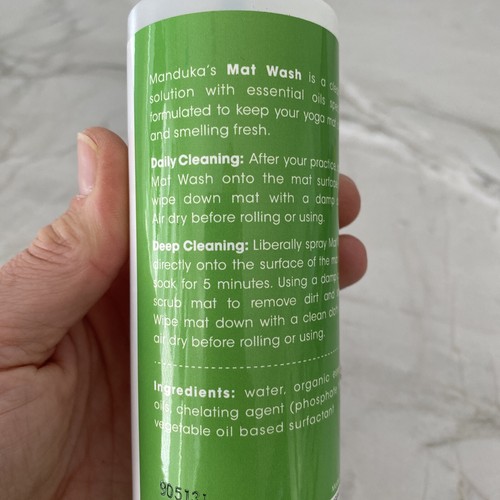 Manduka's Mat Wash is a
solution with essential oils
formulated to keep your yoga mat
and smelling fresh.
Daily Cleaning: After your practice,
Mat Wash onto the mat surface
wipe down mat with a damp
Air dry before rolling or using.
Deep Cleaning: Liberally spray
directly onto the surface of the
soak for 5 minutes. Using a damp
scrub mat to remove dirt and
Wipe mat down with a clean
air dry before rolling or using.
Ingredients: water, organic
oils, chelating agent (phosphate
vegetable oil based surfactant
905131